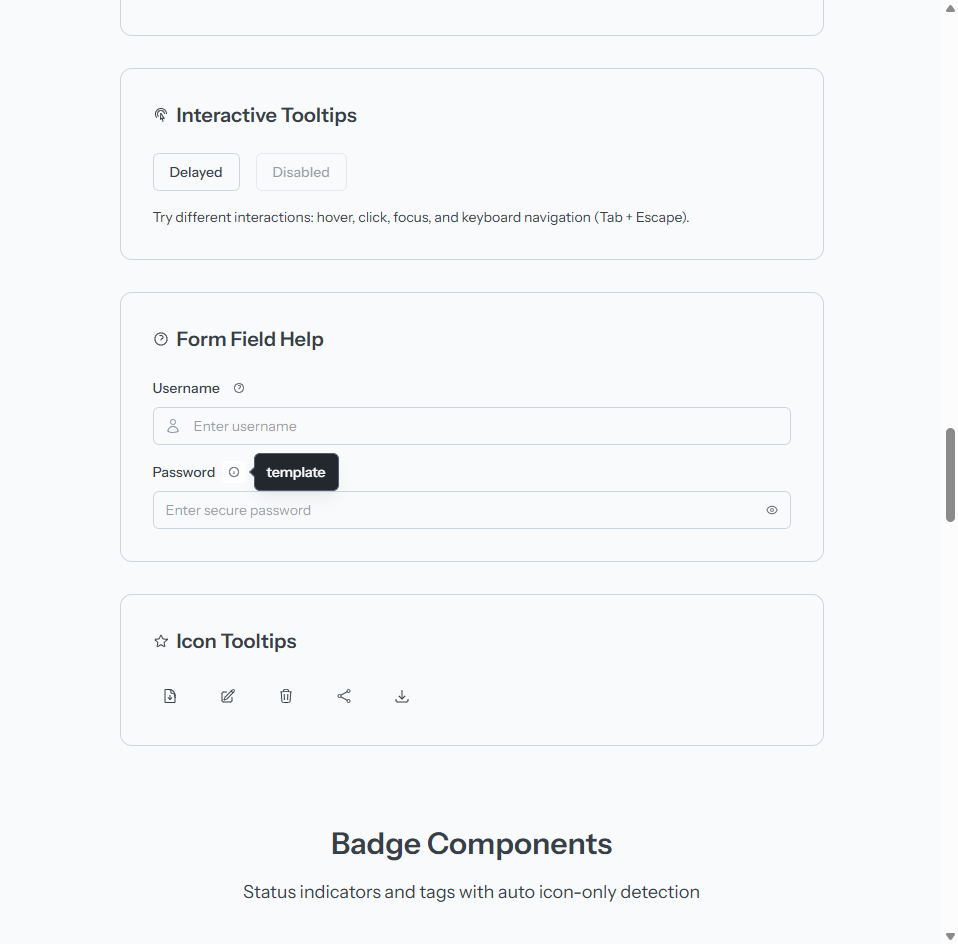 Interactive Tooltips
Delayed
Disabled
Try different interactions: hover, click, focus, and keyboard navigation (Tab + Escape).
Form Field Help
Username
Enter username
Password
template
Enter secure password
Icon Tooltips
Badge Components
Status indicators and tags with auto icon-only detection